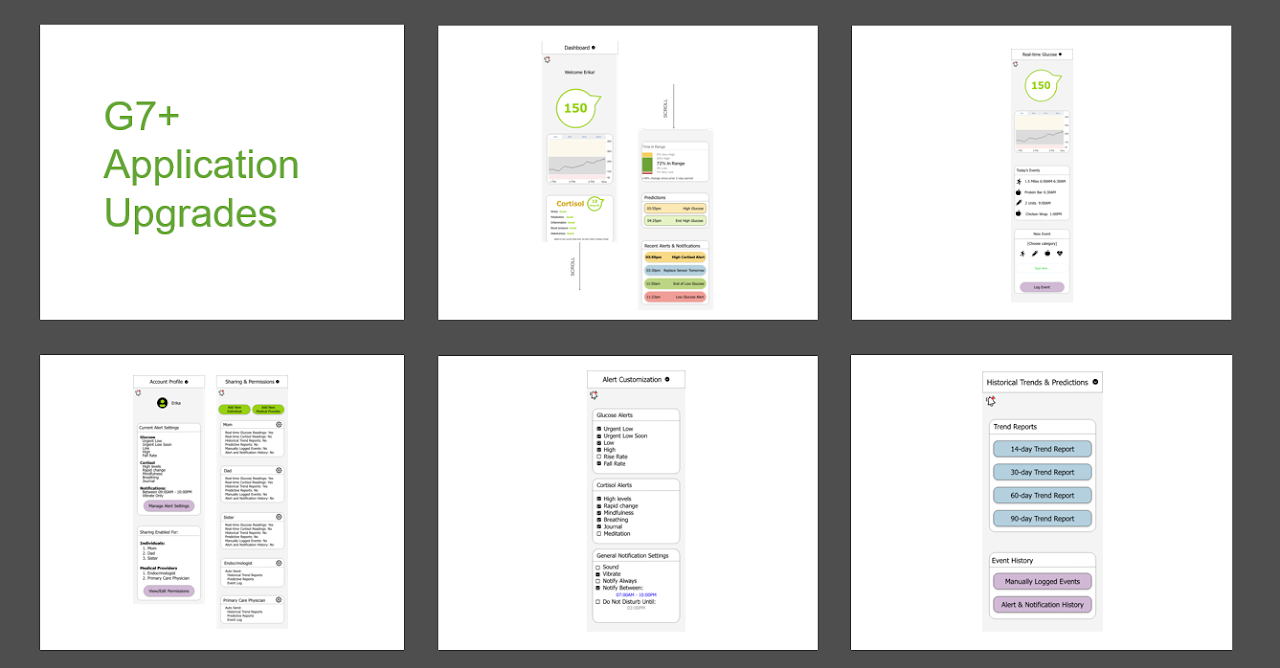 G7+
Application
Upgrades
Dashboard
Welcome Erika!
150
Cortisol
SCROLL
SCROLL
Time in Range
72% In Range
Predictions
03:55pm High Glucose
04:25pm End High Glucose
Recent Alerts & Notifications
03:00pm High Cortisol Alert
Replace Sensor Tomorrow
End of Low Glucose
11:23am Low Glucose Alert
Real-time Glucose
150
Today's Events
1.5 Miles 6:00AM-6:30AM
Protein Bar 6:30AM
2 Units 9:00AM
Chicken Wrap 1:00PM
New Event
[Choose category]
Log Event
Account Profile
Erika
Current Alert Settings
Glucose
Urgent Low
Urgent Low Soon
Low
High
Fall Rate
Cortisol
High levels
Rapid change
Mindfulness
Breathing
Journal
Notifications:
Between 07:00AM - 10:00PM
Vibrate Only
Manage Alert Settings
Sharing Enabled For:
Individuals:
1. Mom
2. Dad
3. Sister
Medical Providers
1. Endocrinologist
2. Primary Care Physician
View/Edit Permissions
Sharing & Permissions
Add New
Individual
Add New
Medical Provider
Mom
Real-time Glucose Readings: Yes
Real-time Cortisol Readings: No
Historical Trend Reports: No
Predictive Reports: No
Manually Logged Events: No
Alert and Notification History: No
Dad
Real-time Glucose Readings: Yes
Real-time Cortisol Readings: No
Historical Trend Reports: Yes
Predictive Reports: No
Manually Logged Events: No
Alert and Notification History: No
Sister
Real-time Glucose Readings: Yes
Real-time Cortisol Readings: No
Historical Trend Reports: No
Predictive Reports: No
Manually Logged Events: No
Alert and Notification History: No
Endocrinologist
Auto Send:
Historical Trend Reports
Predictive Reports
Event Log
Primary Care Physician
Auto Send:
Historical Trend Reports
Predictive Reports
Event Log
Alert Customization
Glucose Alerts
Urgent Low
Urgent Low Soon
Low
High
Rise Rate
Fall Rate
Cortisol Alerts
High levels
Rapid change
Mindfulness
Breathing
Journal
Meditation
General Notification Settings
Sound
Vibrate
Notify Always
Notify Between:
07:00AM - 10:00PM
Do Not Disturb Until:
03:00PM
Historical Trends & Predictions
Trend Reports
14-day Trend Report
30-day Trend Report
60-day Trend Report
90-day Trend Report
Event History
Manually Logged Events
Alert & Notification History